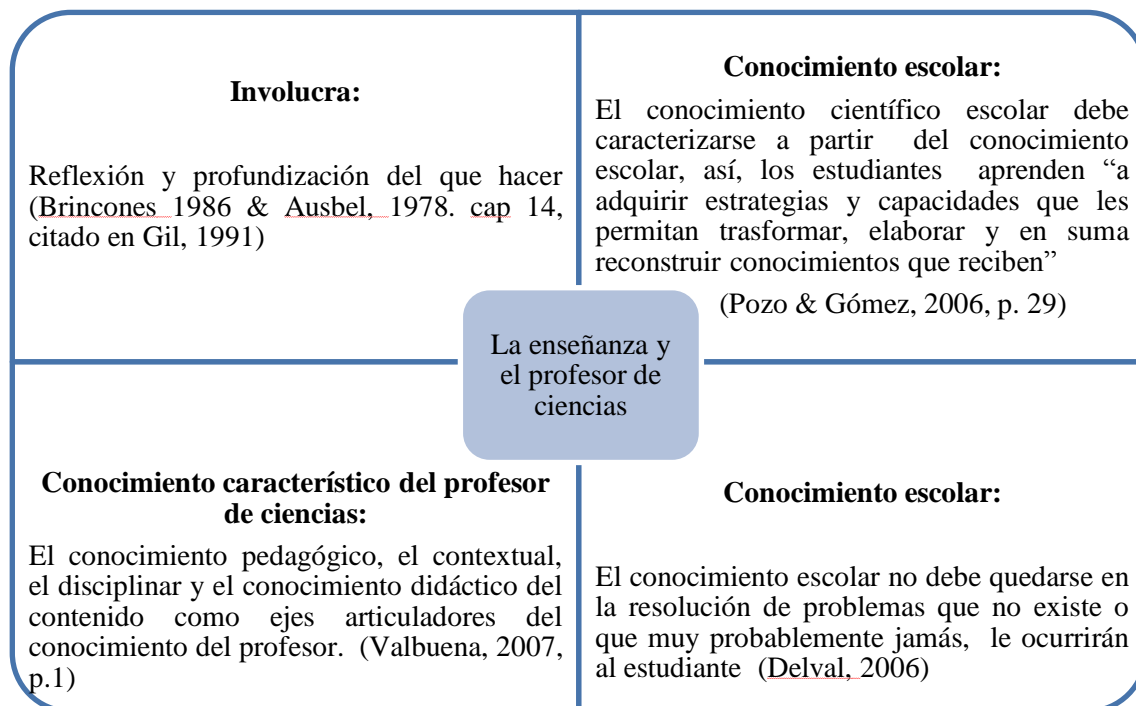 Involucra:
Reflexión y profundización del que hacer
(Brincones 1986 & Ausbel, 1978. cap 14,
citado en Gil, 1991)
Conocimiento escolar:
El conocimiento científico escolar debe
caracterizarse a partir del conocimiento
escolar, así, los estudiantes aprenden “a
adquirir estrategias y capacidades que les
permitan trasformar, elaborar y en suma
reconstruir conocimientos que reciben”
(Pozo & Gómez, 2006, p. 29)
La enseñanza y
el profesor de
ciencias
Conocimiento característico del profesor
de ciencias:
El conocimiento pedagógico, el contextual,
el disciplinar y el conocimiento didáctico del
contenido como ejes articuladores del
conocimiento del profesor. (Valbuena, 2007,
p.1)
Conocimiento escolar:
El conocimiento escolar no debe quedarse en
la resolución de problemas que no existe o
que muy probablemente jamás, le ocurrirán
al estudiante (Delval, 2006)